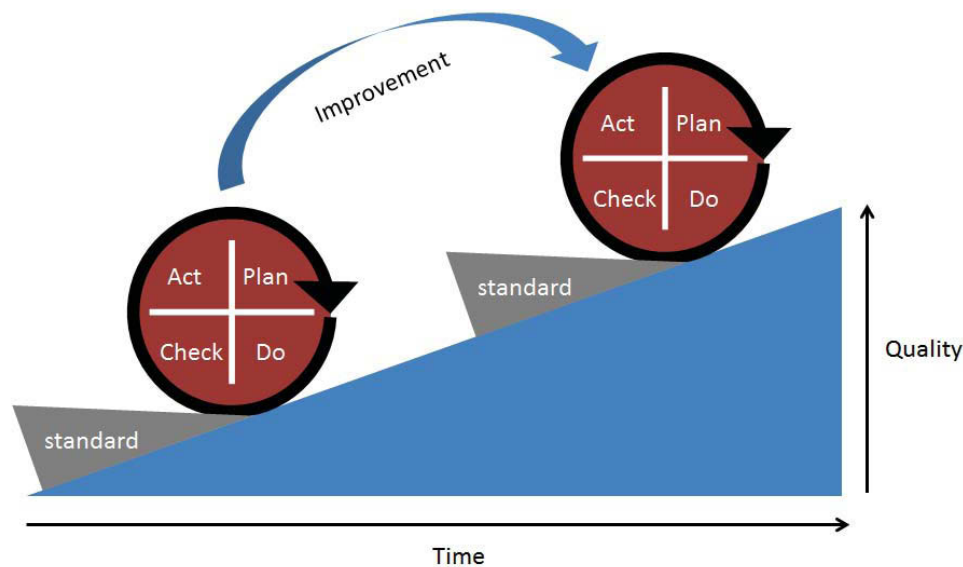 Improvement
Act Plan
Check Do
standard
Act Plan
Check Do
standard
Quality
Time